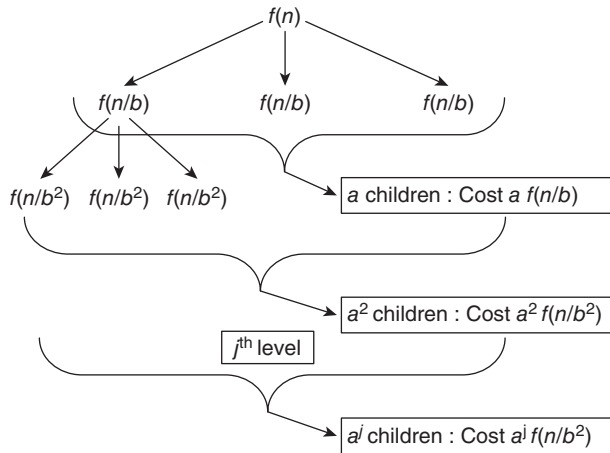 f(n)
f(n/b) f(n/b) f(n/b)
f(n/b²) f(n/b²) f(n/b²)
a children : Cost a f(n/b)
a² children : Cost a² f(n/b²)
jᵗʰ level
aʲ children : Cost aʲ f(n/b²)